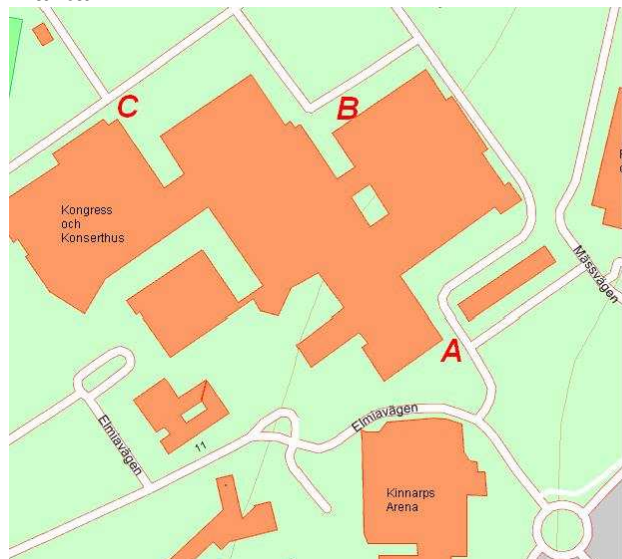 C
B
Kongress
och
Konserthus
Mässvägen
A
Elmiavägen
Elmiavägen
11
Kinnarps
Arena